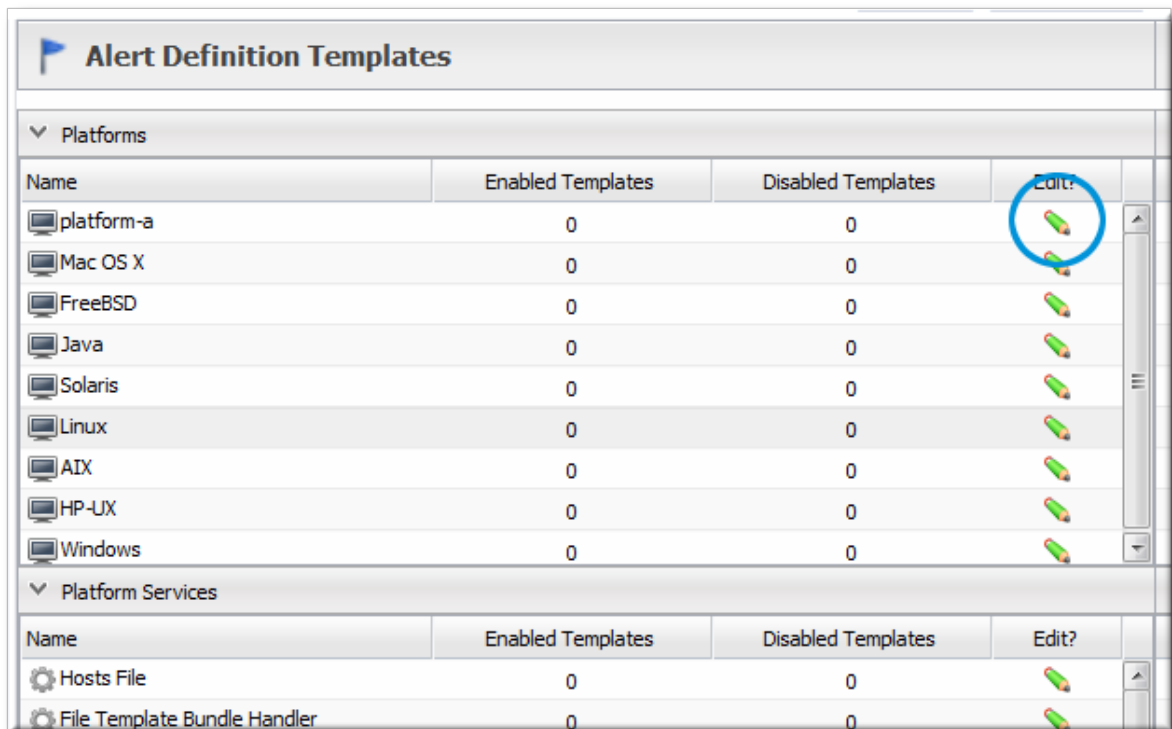 Alert Definition Templates
Platforms
Name Enabled Templates Disabled Templates Edit?
platform-a 0 0
Mac OS X 0 0
FreeBSD 0 0
Java 0 0
Solaris 0 0
Linux 0 0
AIX 0 0
HP-UX 0 0
Windows 0 0
Platform Services
Name Enabled Templates Disabled Templates Edit?
Hosts File 0 0
File Template Bundle Handler 0 0